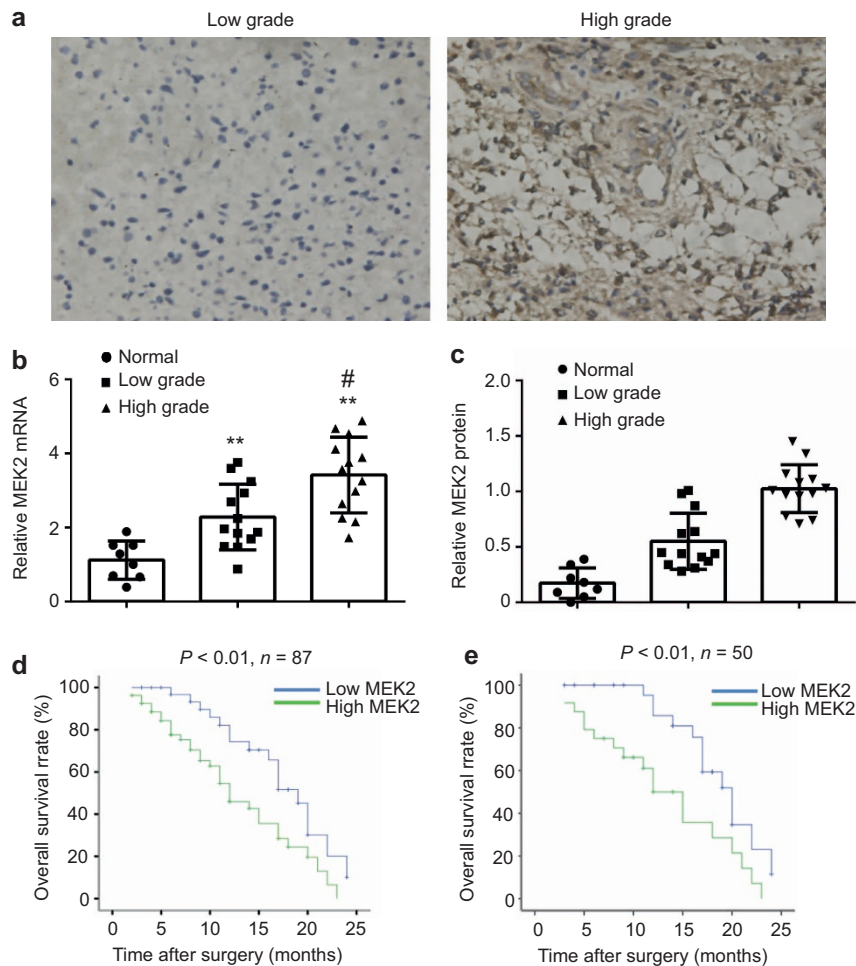 a
Low grade
High grade
b
Normal
Low grade
High grade
Relative MEK2 mRNA
6
4
2
0
**
#
**
c
Normal
Low grade
High grade
Relative MEK2 protein
2.0
1.5
1.0
0.5
0
d
P < 0.01, n = 87
Low MEK2
High MEK2
Overall survival rrate (%)
100
80
60
40
20
0
0 5 10 15 20 25
Time after surgery (months)
e
P < 0.01, n = 50
Low MEK2
High MEK2
Overall survival rrate (%)
100
80
60
40
20
0
0 5 10 15 20 25
Time after surgery (months)